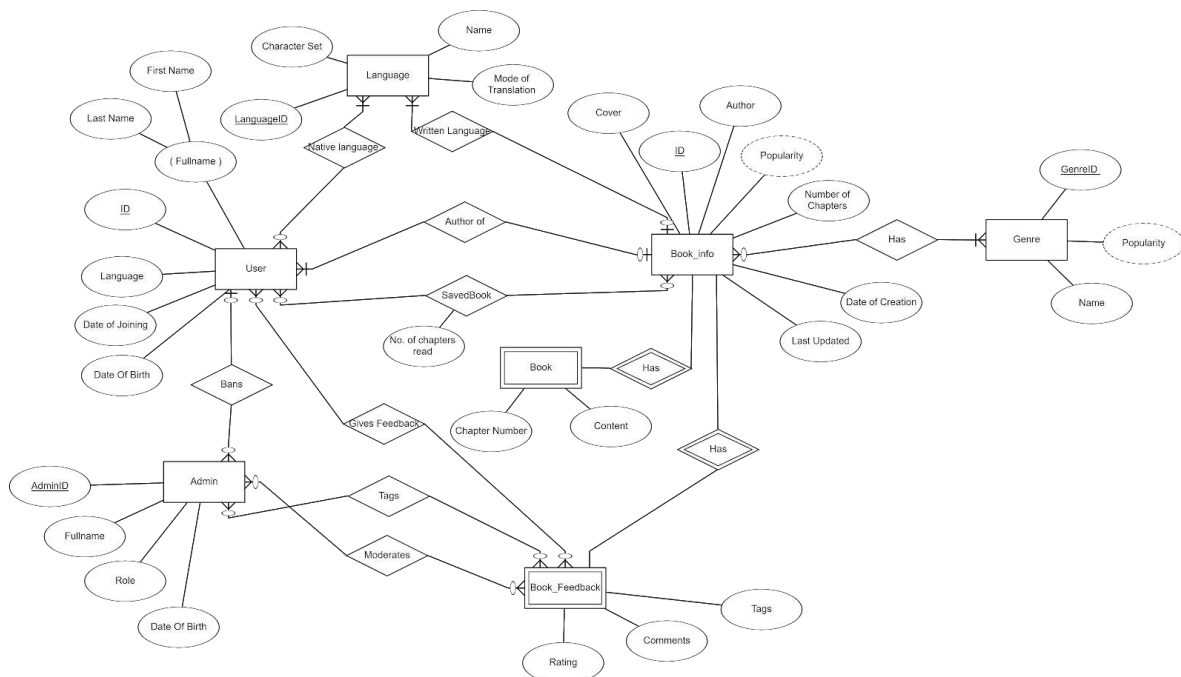 Name
Character Set
First Name
Language
Mode of
Translation
Last Name
LanguageID
Cover
Author
Written Language
Native language
( Fullname )
ID
Popularity
GenreID
Number of
Chapters
ID
Author of
Has
Genre
Popularity
User
Book_info
Language
SavedBook
Date of Creation
Name
Date of Joining
Last Updated
No. of chapters
read
Date Of Birth
Book
Has
Bans
Gives Feedback
Chapter Number
Content
Has
AdminID
Admin
Tags
Fullname
Moderates
Role
Book_Feedback
Tags
Date Of Birth
Comments
Rating